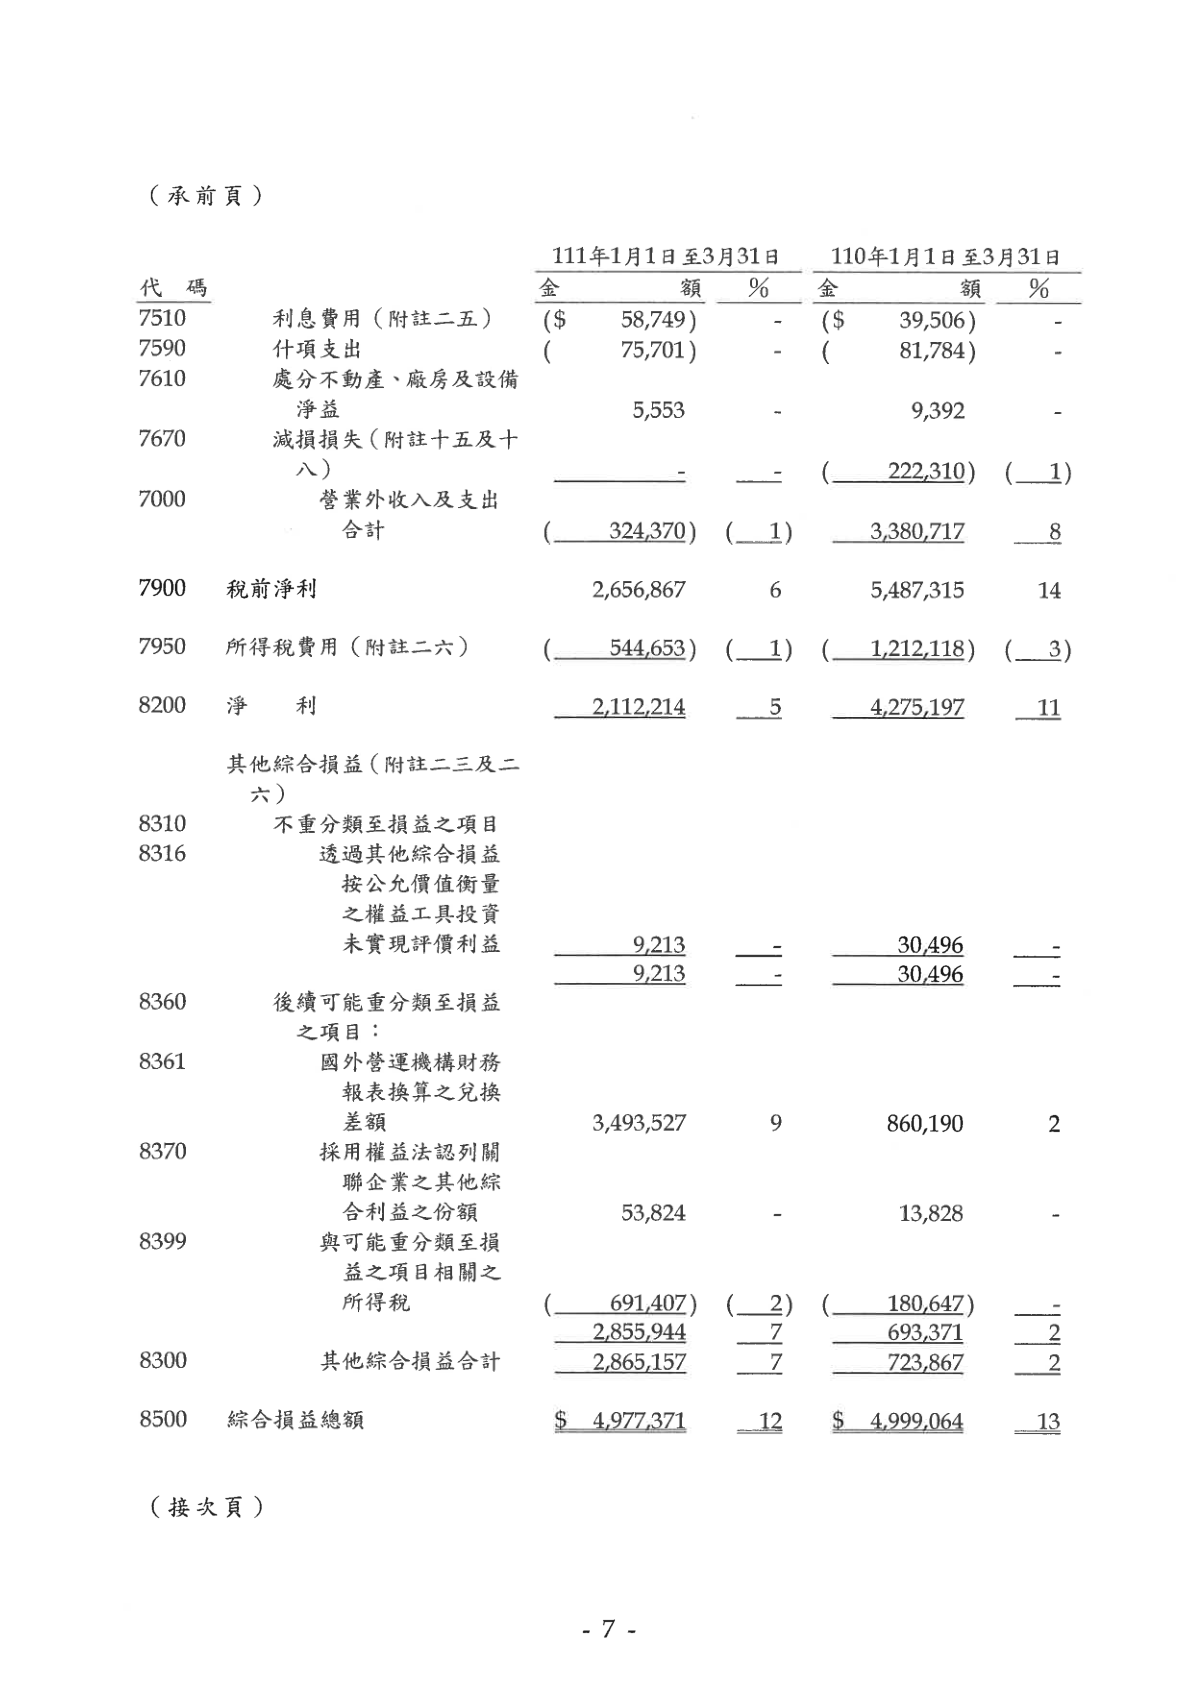 （承前頁）
111年1月1日至3月31日 110年1月1日至3月31日
代 碼 金 額 % 金 額 %
7510 利息費用（附註二五） ($ 58,749) - ($ 39,506) -
7590 什項支出 ( 75,701) - ( 81,784) -
7610 處分不動產、廠房及設備
淨益 5,553 - 9,392 -
7670 減損損失（附註十五及十
八） - - ( 222,310) ( 1)
7000 營業外收入及支出
合計 ( 324,370) ( 1) 3,380,717 8
7900 稅前淨利 2,656,867 6 5,487,315 14
7950 所得稅費用（附註二六） ( 544,653) ( 1) ( 1,212,118) ( 3)
8200 淨 利 2,112,214 5 4,275,197 11
其他綜合損益（附註二三及二
六）
8310 不重分類至損益之項目
8316 透過其他綜合損益
按公允價值衡量
之權益工具投資
未實現評價利益 9,213 - 30,496 -
9,213 - 30,496 -
8360 後續可能重分類至損益
之項目：
8361 國外營運機構財務
報表換算之兌換
差額 3,493,527 9 860,190 2
8370 採用權益法認列關
聯企業之其他綜
合利益之份額 53,824 - 13,828 -
8399 與可能重分類至損
益之項目相關之
所得稅 ( 691,407) ( 2) ( 180,647) -
2,855,944 7 693,371 2
8300 其他綜合損益合計 2,865,157 7 723,867 2
8500 綜合損益總額 $ 4,977,371 12 $ 4,999,064 13
（接次頁）
- 7 -